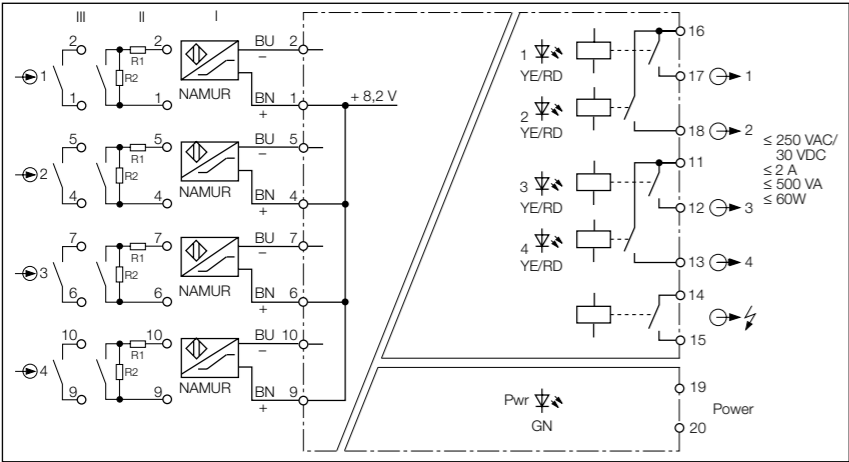 III II I
2 2 BU 2
R1 −
R2
1 1 1 NAMUR BN 1 + 8,2 V
+
5 5 BU 5
R1 −
R2
2 4 4 NAMUR BN 4
+
7 7 BU 7
R1 −
R2
3 6 6 NAMUR BN 6
+
10 10 BU 10
R1 −
R2
4 9 9 NAMUR BN 9
+
16
1
YE/RD
17 1
2
YE/RD
18 2
11
3
YE/RD
12 3
4
YE/RD
13 4
14
15
≤ 250 VAC/
30 VDC
≤ 2 A
≤ 500 VA
≤ 60W
19
Pwr
GN
Power
20